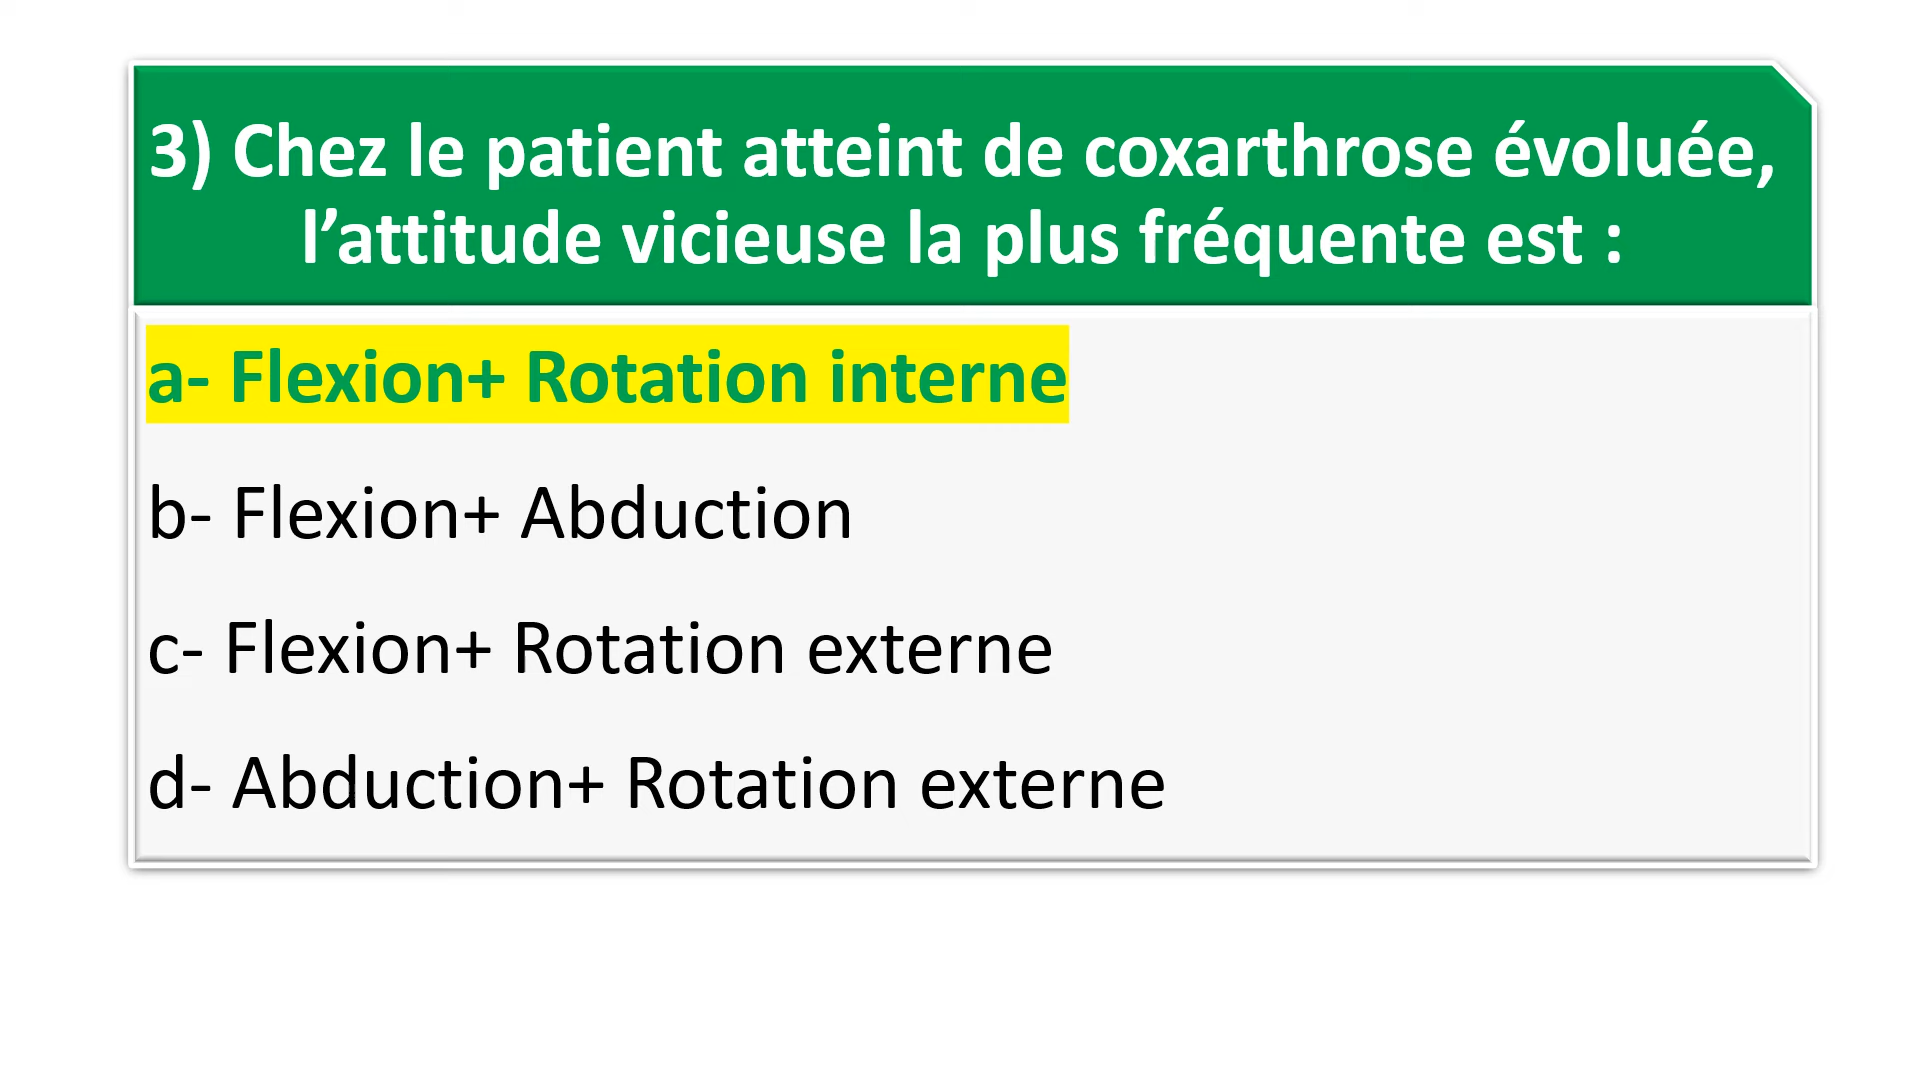 3) Chez le patient atteint de coxarthrose évoluée,
l’attitude vicieuse la plus fréquente est :
a- Flexion+ Rotation interne
b- Flexion+ Abduction
c- Flexion+ Rotation externe
d- Abduction+ Rotation externe